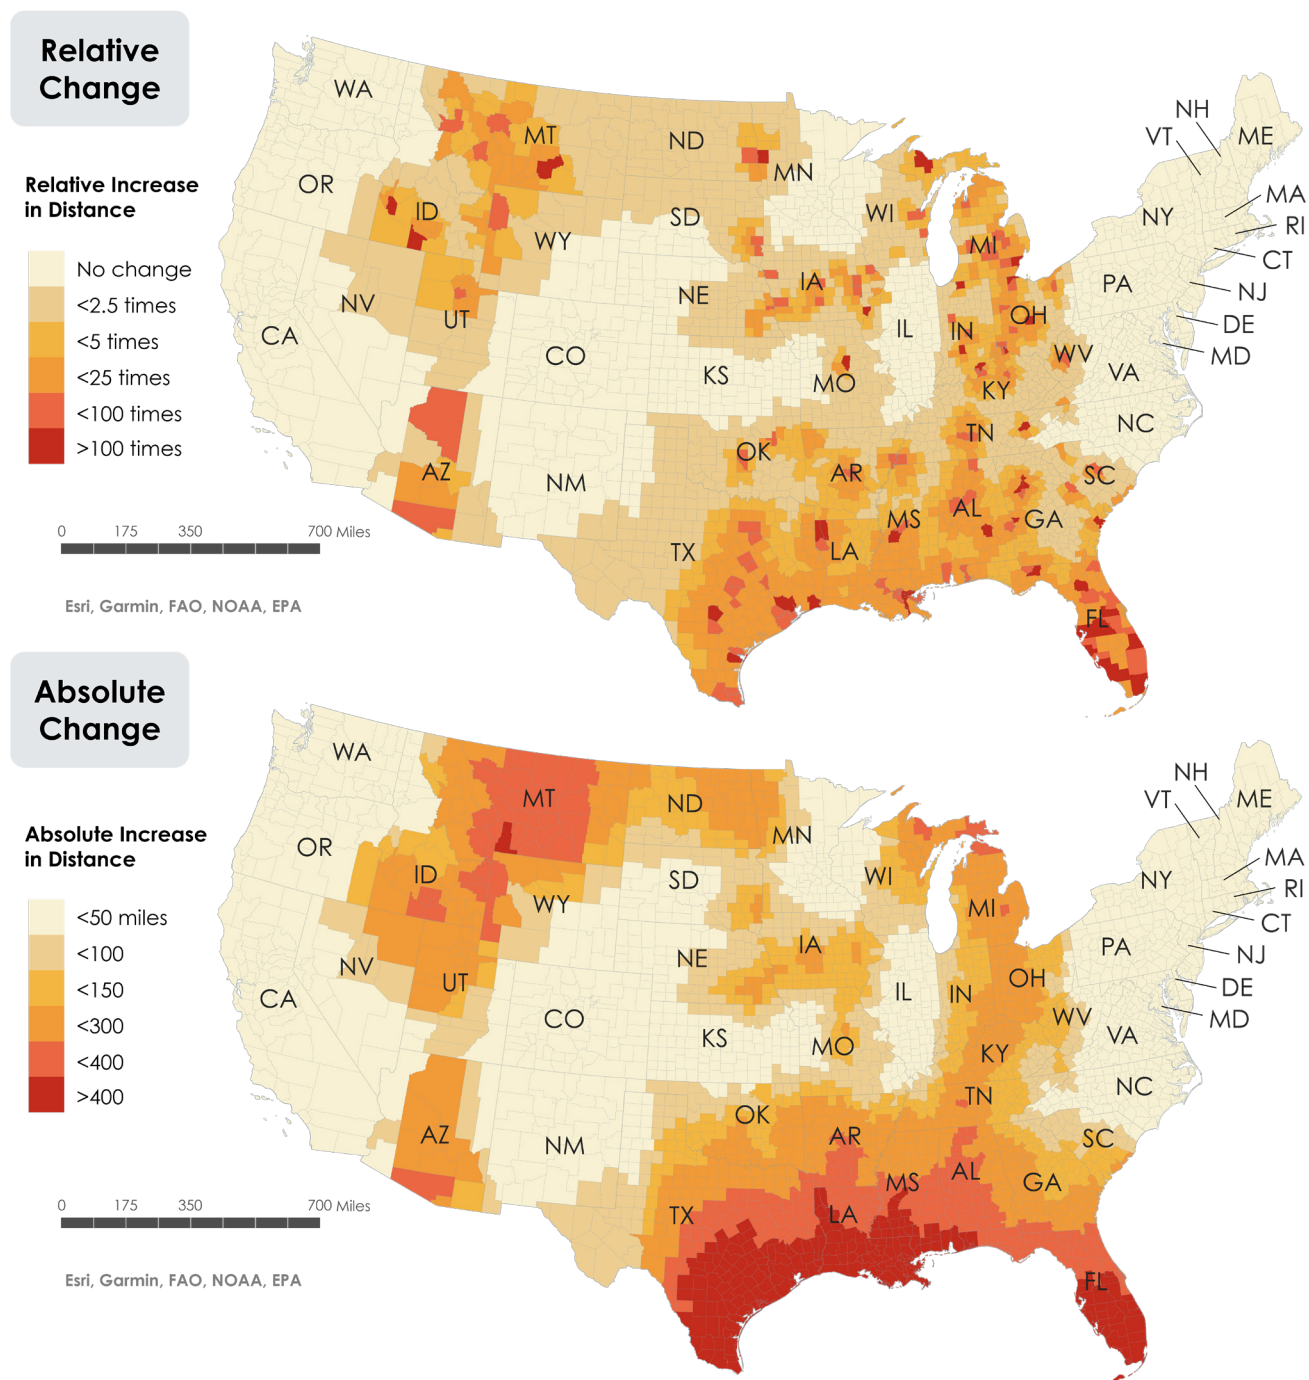 Relative
Change
Relative Increase
in Distance
No change
<2.5 times
<5 times
<25 times
<100 times
>100 times
0 175 350 700 Miles
Esri, Garmin, FAO, NOAA, EPA
WA
MT
ND
MN
OR
ID
SD
WI
WY
MI
NH
VT
ME
NY
MA
RI
CT
NJ
PA
DE
MD
NV
UT
NE
IA
IL
IN
OH
WV
VA
CA
CO
KS
MO
KY
NC
AZ
NM
OK
AR
TN
SC
TX
LA
MS
AL
GA
FL
Absolute
Change
Absolute Increase
in Distance
<50 miles
<100
<150
<300
<400
>400
0 175 350 700 Miles
Esri, Garmin, FAO, NOAA, EPA
WA
MT
ND
MN
OR
ID
SD
WI
WY
MI
NH
VT
ME
NY
MA
RI
CT
NJ
PA
DE
MD
NV
UT
NE
IA
IL
IN
OH
WV
VA
CA
CO
KS
MO
KY
NC
AZ
NM
OK
AR
TN
SC
TX
LA
MS
AL
GA
FL